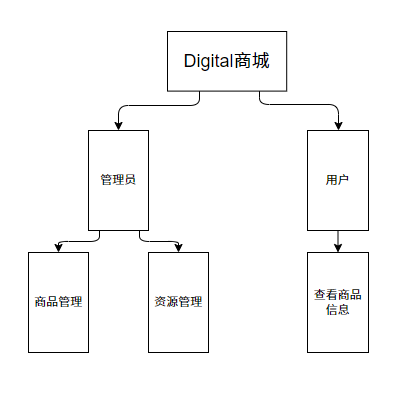 Digital商城
管理员
用户
商品管理
资源管理
查看商品
信息